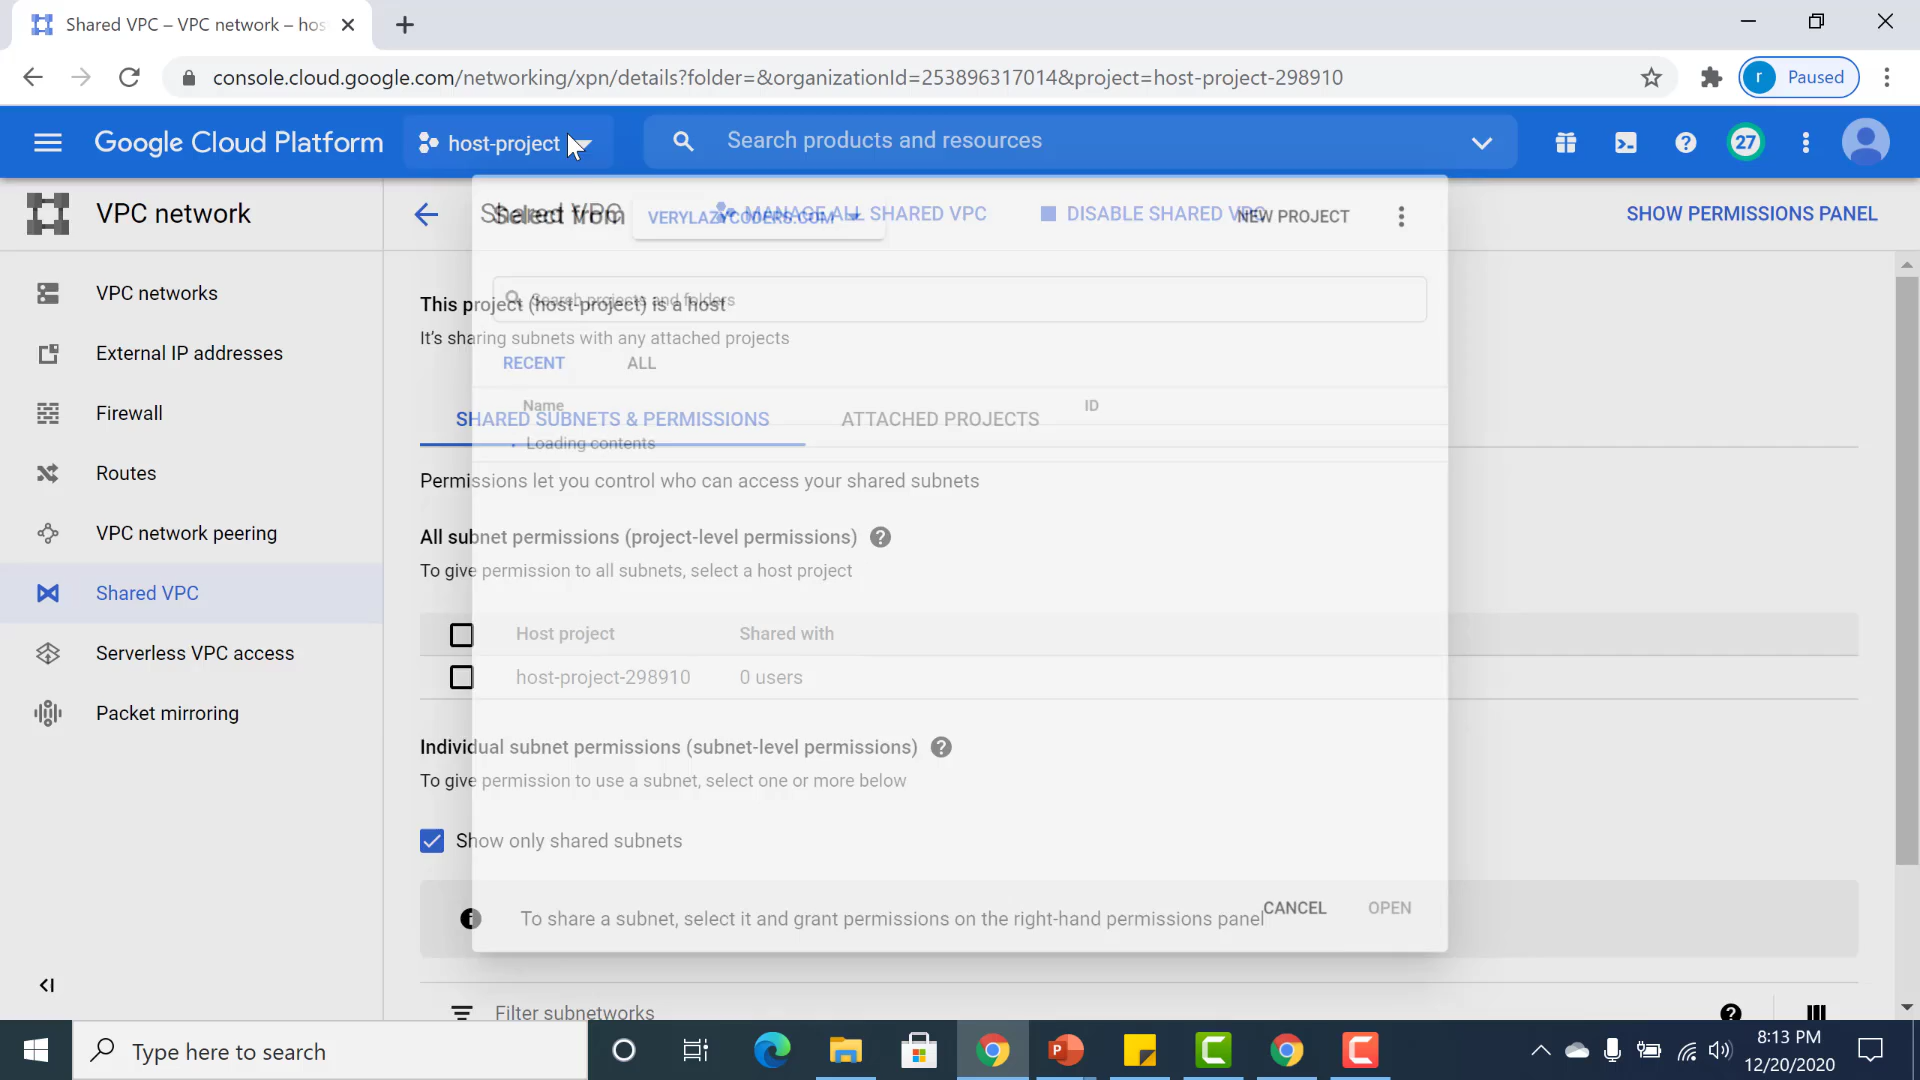 Shared VPC – VPC network – hos
console.cloud.google.com/networking/xpn/details?folder=&organizationId=253896317014&project=host-project-298910
r Paused
Google Cloud Platform
host-project
Search products and resources
27
VPC network
Shared VPC
MANAGE ALL SHARED VPC
DISABLE SHARED VPC
SHOW PERMISSIONS PANEL
Select from
VERYLAZYCODERS.COM
NEW PROJECT
VPC networks
External IP addresses
Firewall
Routes
VPC network peering
Shared VPC
Serverless VPC access
Packet mirroring
Search projects and folders
This project (host-project) is a host
It's sharing subnets with any attached projects
RECENT
ALL
Name
ID
SHARED SUBNETS & PERMISSIONS
ATTACHED PROJECTS
Loading contents
Permissions let you control who can access your shared subnets
All subnet permissions (project-level permissions)
To give permission to all subnets, select a host project
Host project
Shared with
host-project-298910
0 users
Individual subnet permissions (subnet-level permissions)
To give permission to use a subnet, select one or more below
Show only shared subnets
To share a subnet, select it and grant permissions on the right-hand permissions panel
CANCEL
OPEN
Filter subnetworks
Type here to search
8:13 PM
12/20/2020